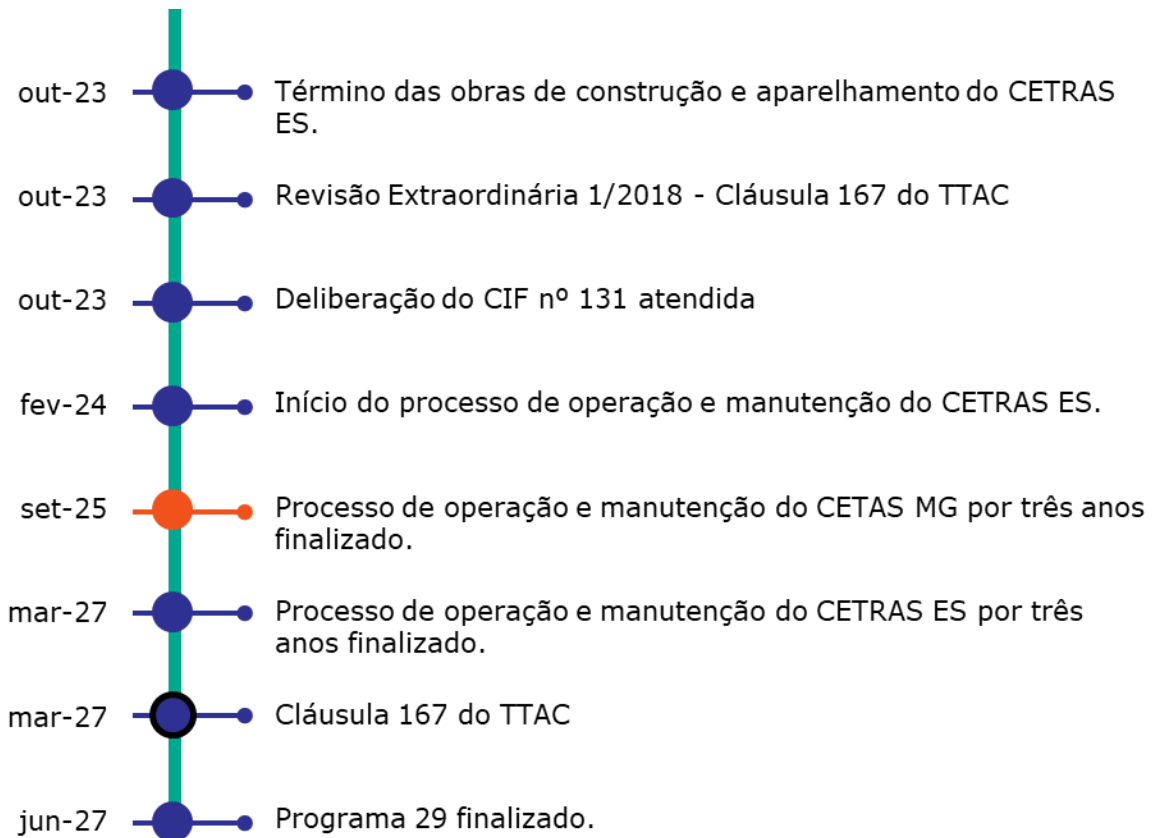 out-23 Término das obras de construção e aparelhamento do CETRAS
ES.
out-23 Revisão Extraordinária 1/2018 - Cláusula 167 do TTAC
out-23 Deliberação do CIF nº 131 atendida
fev-24 Início do processo de operação e manutenção do CETRAS ES.
set-25 Processo de operação e manutenção do CETAS MG por três anos
finalizado.
mar-27 Processo de operação e manutenção do CETRAS ES por três
anos finalizado.
mar-27 Cláusula 167 do TTAC
jun-27 Programa 29 finalizado.